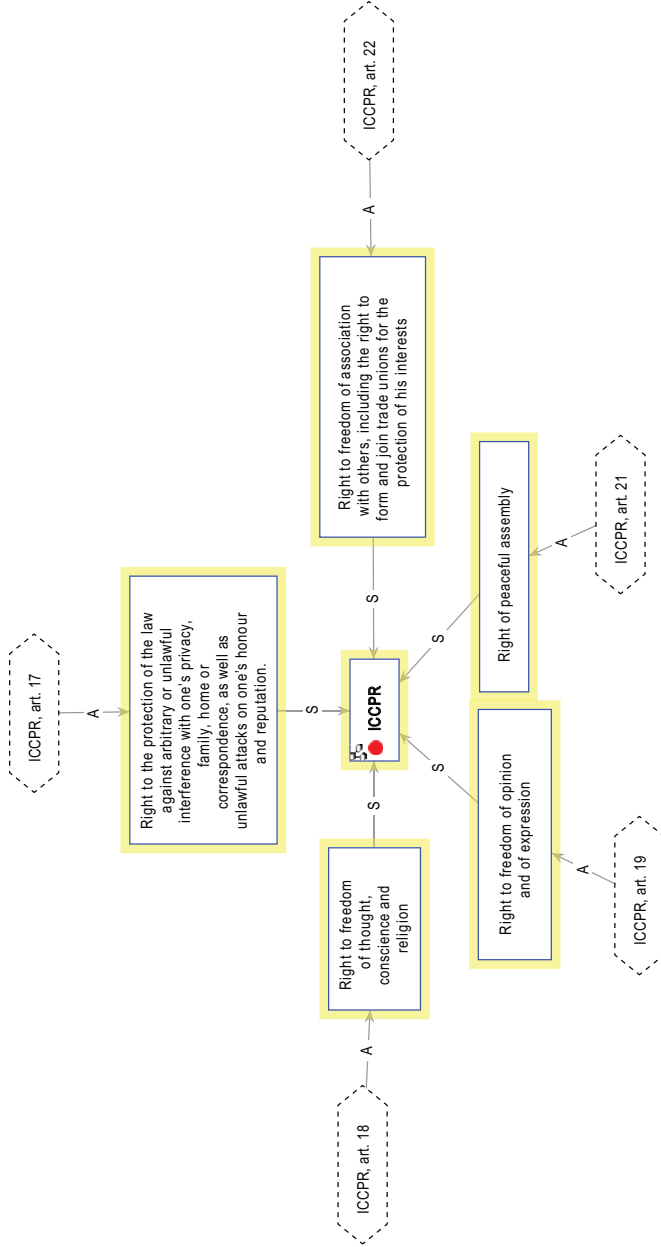 ICCPR, art. 17
A
Right to the protection of the law
against arbitrary or unlawful
interference with one's privacy,
family, home or
correspondence, as well as
unlawful attacks on one's honour
and reputation.
S
ICCPR, art. 18
A
Right to freedom
of thought,
conscience and
religion
S
ICCPR
S
Right to freedom of association
with others, including the right to
form and join trade unions for the
protection of his interests
A
ICCPR, art. 22
S
Right to freedom of opinion
and of expression
A
ICCPR, art. 19
S
Right of peaceful assembly
A
ICCPR, art. 21